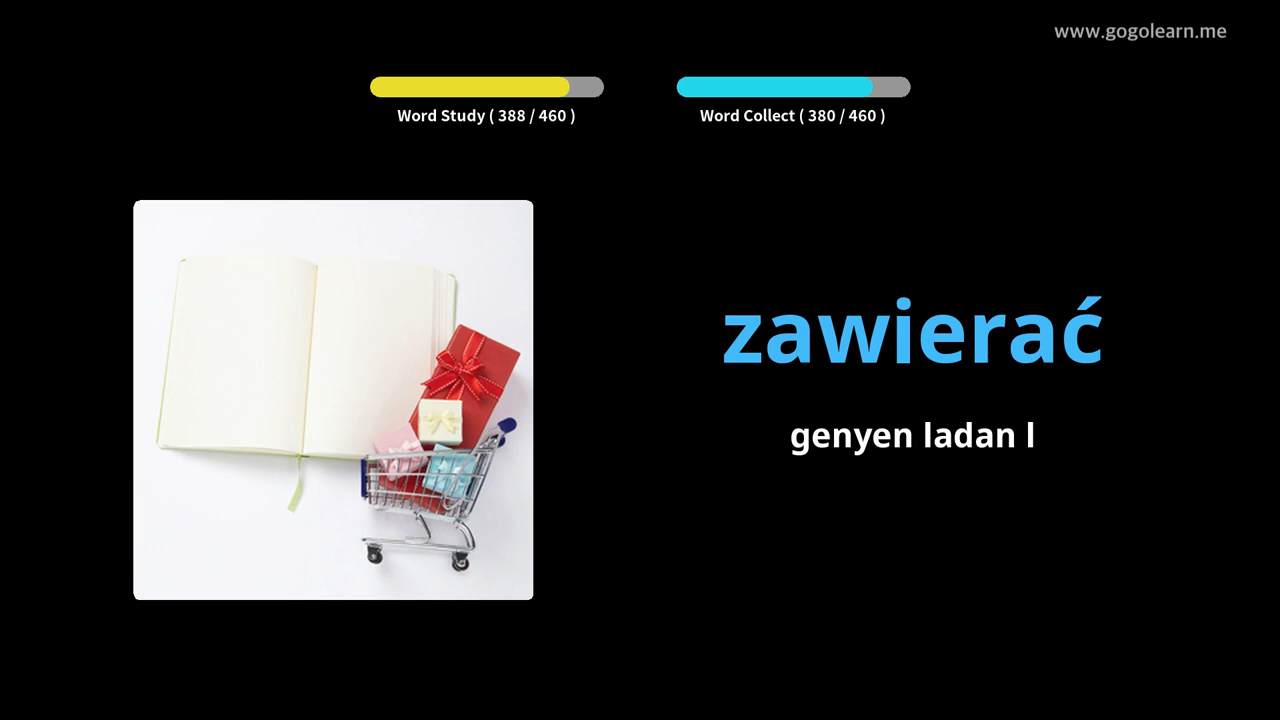 www.gogolearn.me
Word Study ( 388 / 460 )
Word Collect ( 380 / 460 )
zawierać
genyen ladan l